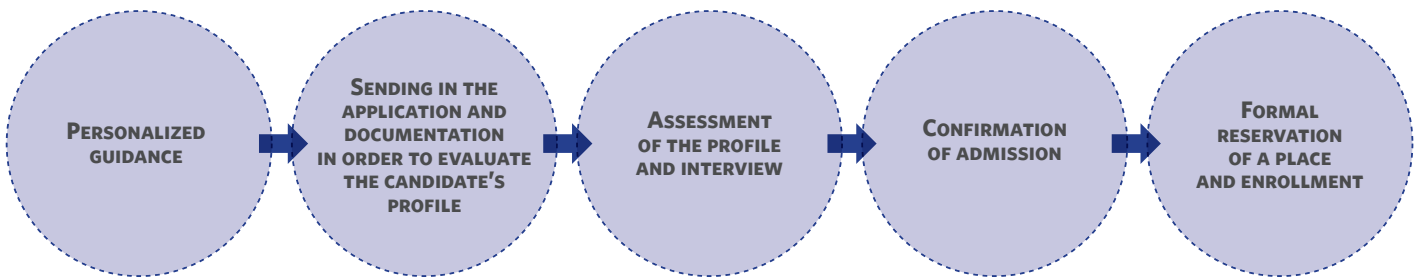 PERSONALIZED
GUIDANCE
SENDING IN THE
APPLICATION AND
DOCUMENTATION
IN ORDER TO EVALUATE
THE CANDIDATE'S
PROFILE
ASSESSMENT
OF THE PROFILE
AND INTERVIEW
CONFIRMATION
OF ADMISSION
FORMAL
RESERVATION
OF A PLACE
AND ENROLLMENT